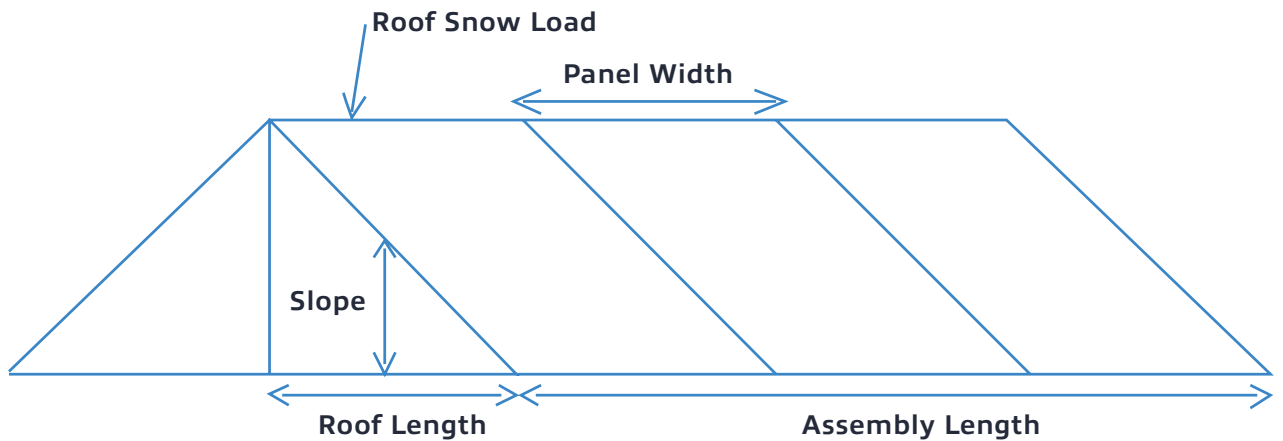 Roof Snow Load
Panel Width
Slope
Roof Length
Assembly Length